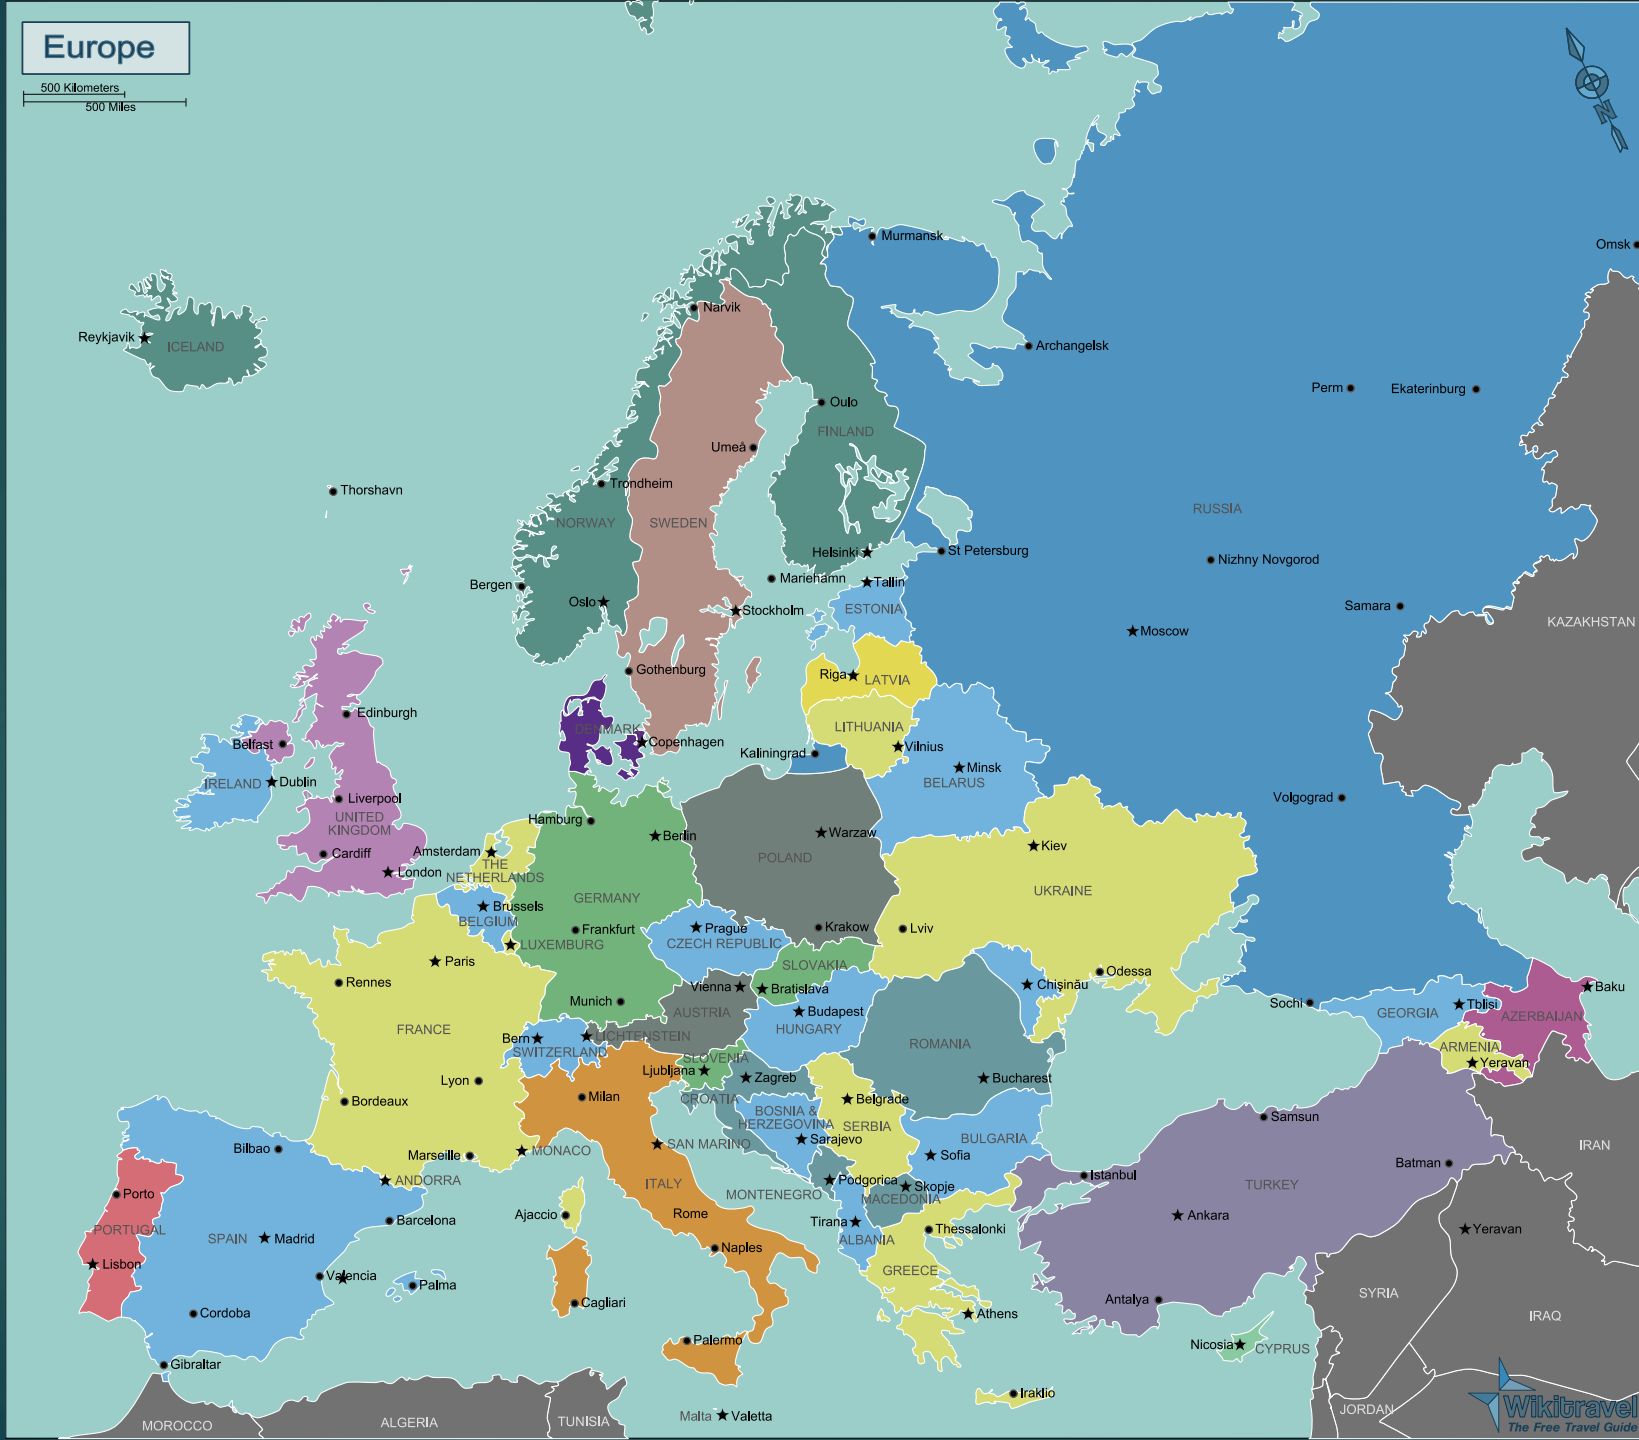 Europe
500 Kilometers
500 Miles
N
Murmansk
Omsk
Narvik
Reykjavik
ICELAND
Archangelsk
Perm
Ekaterinburg
Oulo
FINLAND
Umeå
Trondheim
Thorshavn
NORWAY
SWEDEN
RUSSIA
Helsinki
St Petersburg
Nizhny Novgorod
Mariehamn
Tallin
Bergen
Oslo
Stockholm
ESTONIA
Samara
KAZAKHSTAN
Moscow
Gothenburg
Riga
LATVIA
Edinburgh
DENMARK
LITHUANIA
Belfast
Copenhagen
Kaliningrad
Vilnius
Minsk
IRELAND
Dublin
BELARUS
Liverpool
Volgograd
UNITED
KINGDOM
Hamburg
Berlin
Warzaw
Cardiff
Amsterdam
Kiev
THE
NETHERLANDS
POLAND
London
UKRAINE
GERMANY
Brussels
BELGIUM
Frankfurt
Prague
Krakow
Lviv
LUXEMBURG
CZECH REPUBLIC
Paris
SLOVAKIA
Odessa
Rennes
Vienna
Bratislava
Chişinău
Baku
Munich
Sochi
Tblisi
AUSTRIA
Budapest
GEORGIA
AZERBAIJAN
FRANCE
HUNGARY
Bern
LICHTENSTEIN
SWITZERLAND
ROMANIA
ARMENIA
SLOVENIA
Yeravan
Ljubljana
Zagreb
Bucharest
Lyon
Milan
CROATIA
Belgrade
Bordeaux
BOSNIA &
HERZEGOVINA
SERBIA
Samsun
Sarajevo
BULGARIA
SAN MARINO
IRAN
Bilbao
MONACO
Marseille
Sofia
Batman
ANDORRA
Podgorica
Istanbul
ITALY
TURKEY
Porto
MONTENEGRO
Skopje
MACEDONIA
Ajaccio
Rome
Barcelona
Tirana
Ankara
PORTUGAL
Thessalonki
Yeravan
SPAIN
Madrid
ALBANIA
Naples
Lisbon
GREECE
Valencia
Palma
SYRIA
Cordoba
Cagliari
Antalya
Athens
IRAQ
Palermo
Nicosia
CYPRUS
Gibraltar
Iraklio
JORDAN
Malta
Valetta
MOROCCO
ALGERIA
TUNISIA
Wikitravel
The Free Travel Guide